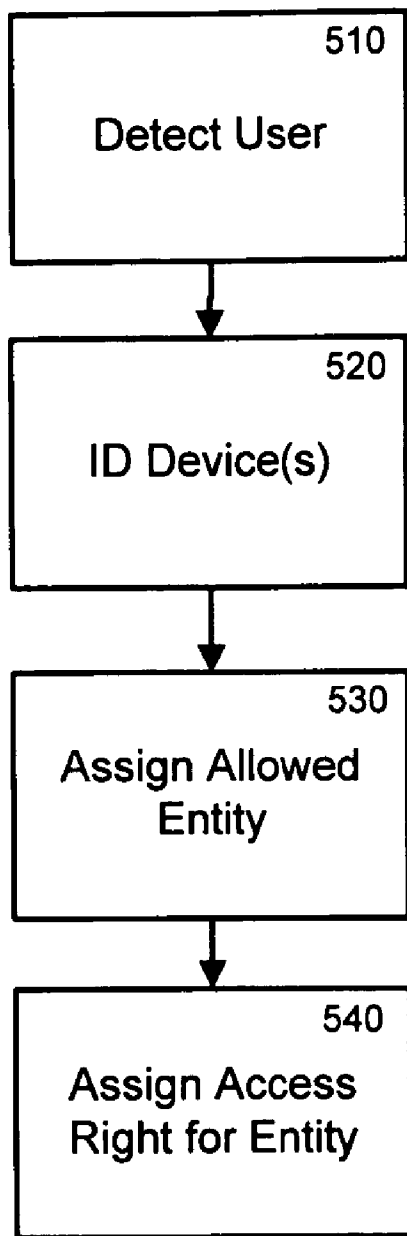 510
Detect User
520
ID Device(s)
530
Assign Allowed
Entity
540
Assign Access
Right for Entity